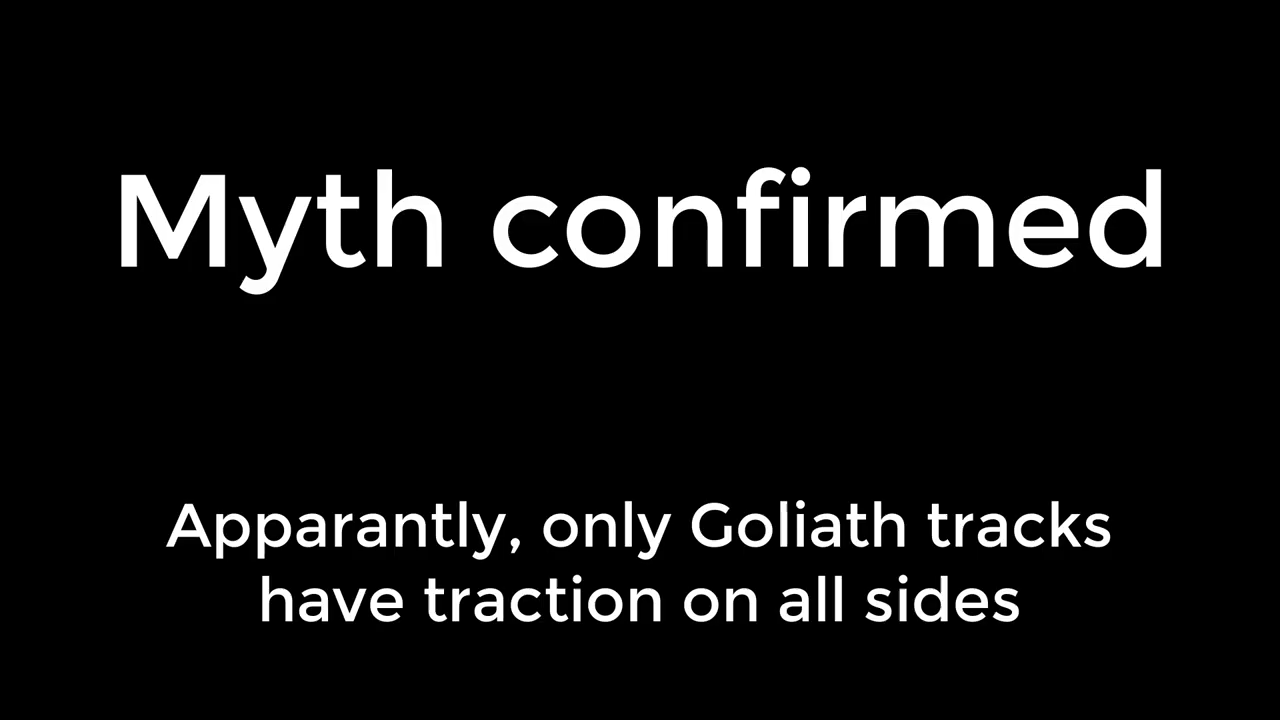 Myth confirmed
Apparantly, only Goliath tracks
have traction on all sides